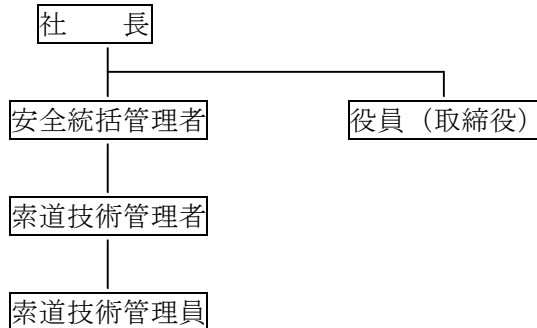 社　　長
安全統括管理者
役員（取締役）
索道技術管理者
索道技術管理員